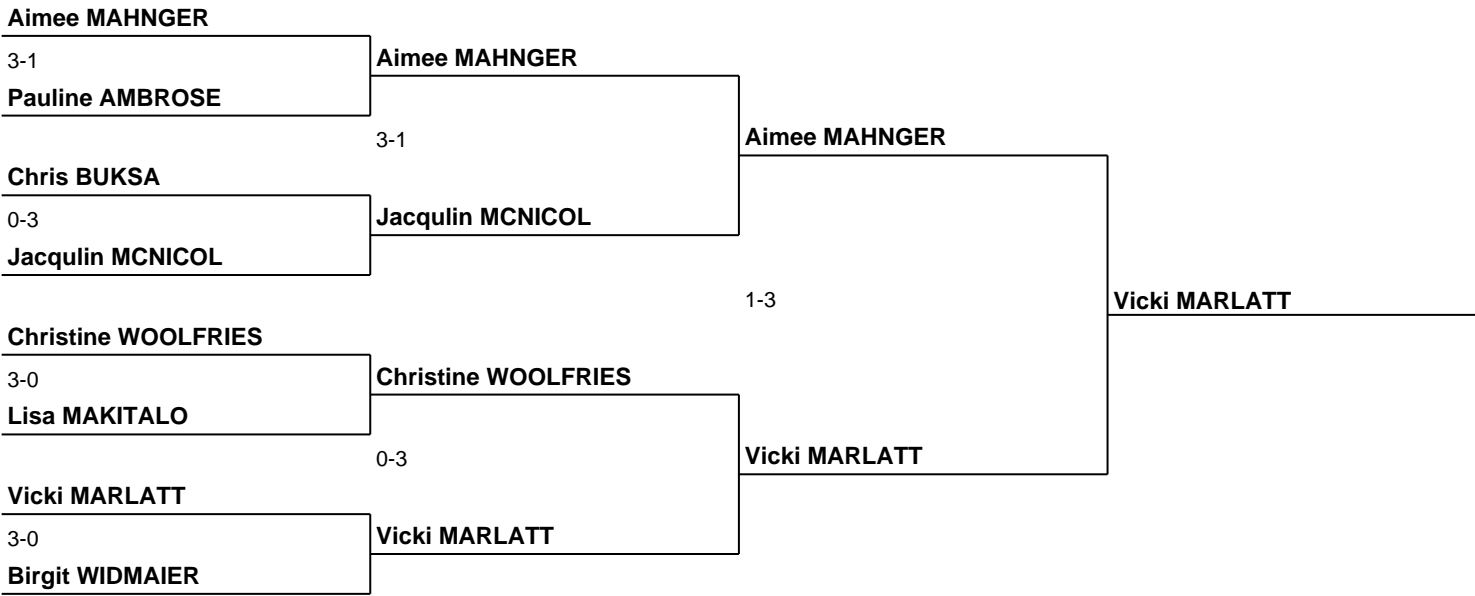 Aimee MAHNGER
3-1
Pauline AMBROSE
Aimee MAHNGER
3-1
Aimee MAHNGER
Chris BUKSA
0-3
Jacqulin MCNICOL
Jacqulin MCNICOL
1-3
Vicki MARLATT
Christine WOOLFRIES
3-0
Lisa MAKITALO
Christine WOOLFRIES
0-3
Vicki MARLATT
Vicki MARLATT
3-0
Birgit WIDMAIER
Vicki MARLATT